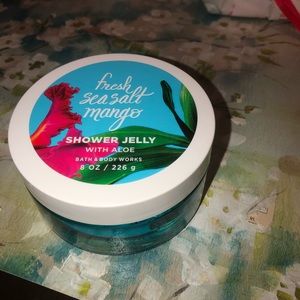 fresh
sea salt
mango
SHOWER JELLY
WITH ALOE
BATH & BODY WORKS
8 OZ / 226 g